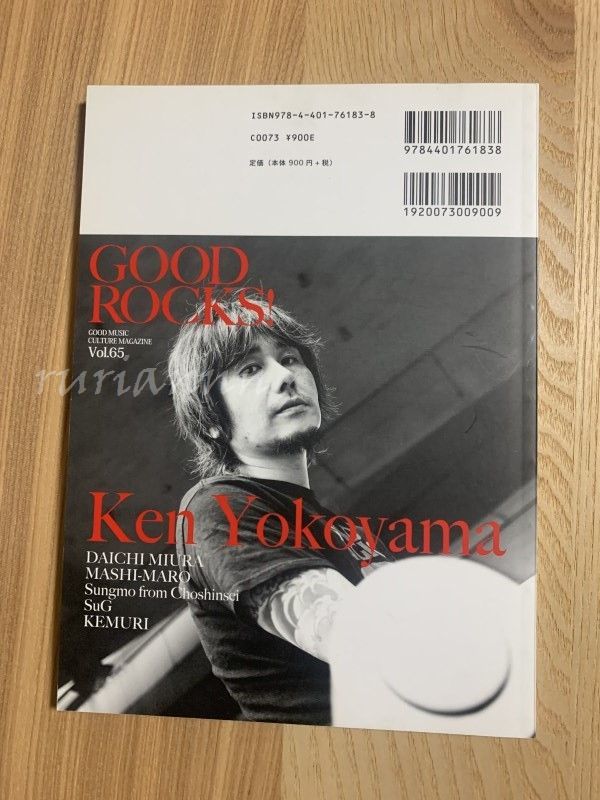 ISBN978-4-401-76183-8
C0073 ¥900E
定価（本体 900 円＋税）
9784401761838
1920073009009
GOOD
ROCKS!
GOOD MUSIC
CULTURE MAGAZINE
Vol.65
Ken Yokoyama
DAICHI MIURA
MASHI-MARO
Sungmo from Choshinsei
SuG
KEMURI